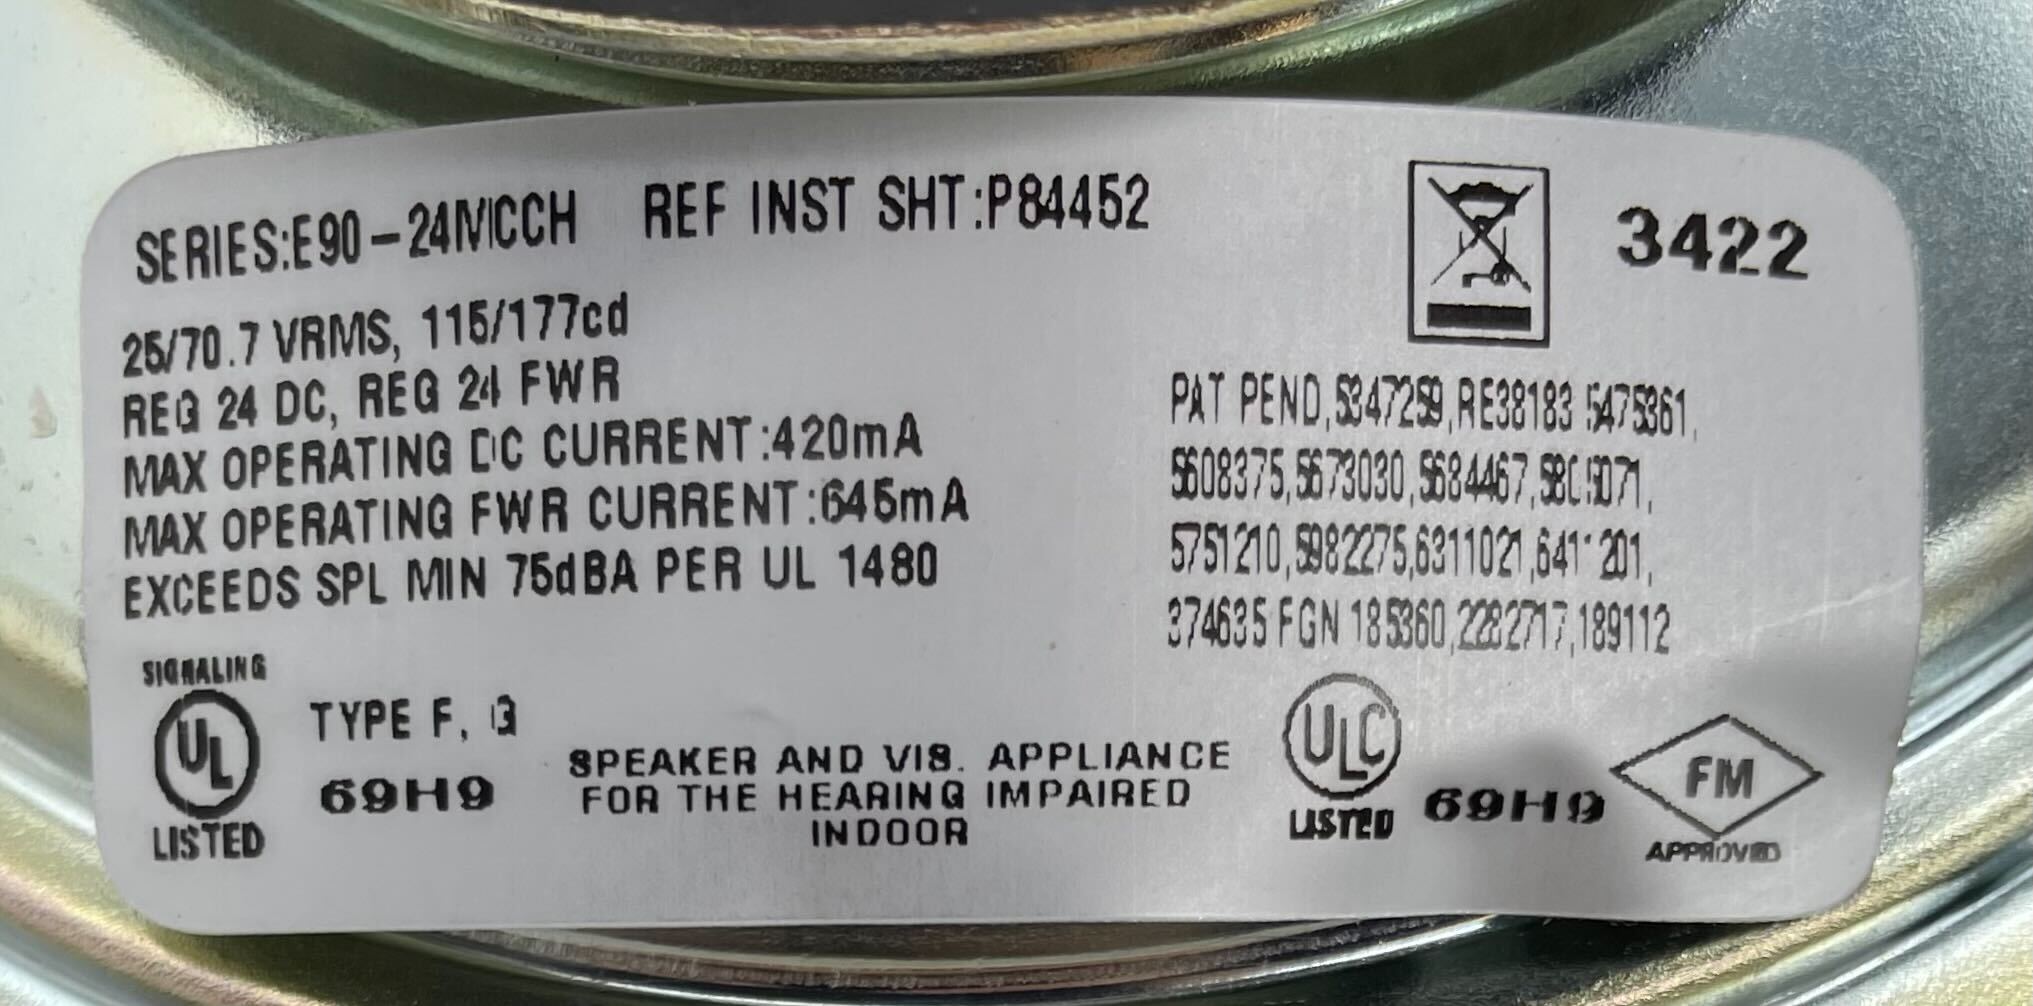 SERIES:E90-24MCCH REF INST SHT:P84452
3422
25/70.7 VRMS, 115/177cd
REG 24 DC, REG 24 FWR
MAX OPERATING DC CURRENT:420mA
MAX OPERATING FWR CURRENT:645mA
EXCEEDS SPL MIN 75dBA PER UL 1480
PAT PEND,5347259,RE38183 5475361,
5608375,5673030,5684467,
5751210,5982275,6311021,
374635 FGN 185360,2282717,189112
SIGNALING
UL
LISTED
TYPE F, G
69H9
SPEAKER AND VIS. APPLIANCE
FOR THE HEARING IMPAIRED
INDOOR
ULC
LISTED
69H9
FM
APPROVED